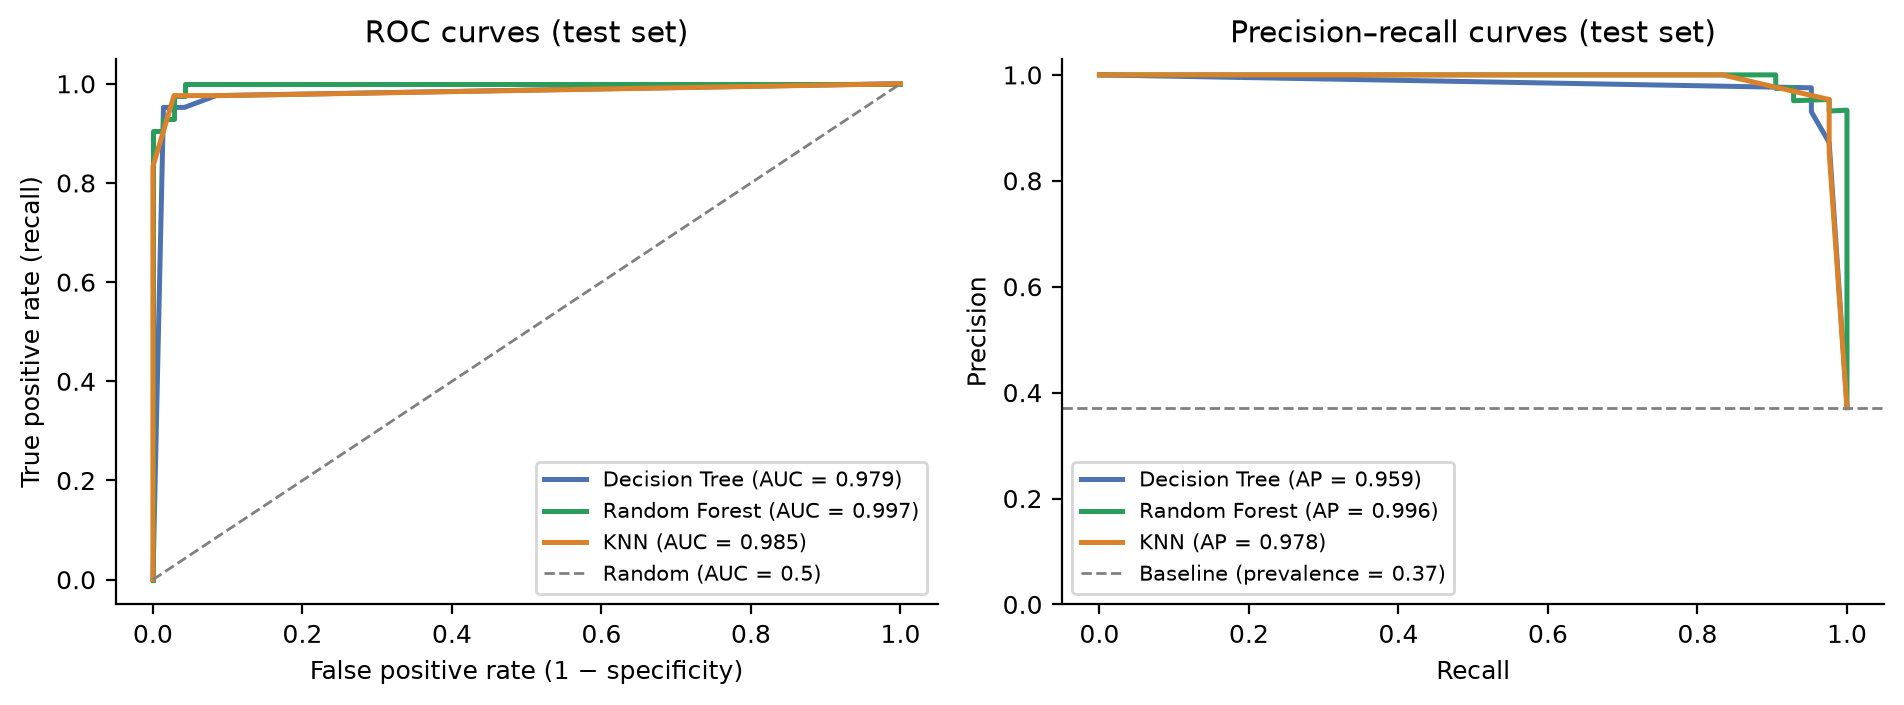 ROC curves (test set)
True positive rate (recall)
1.0
0.8
0.6
0.4
0.2
0.0
Decision Tree (AUC = 0.979)
Random Forest (AUC = 0.997)
KNN (AUC = 0.985)
Random (AUC = 0.5)
0.0 0.2 0.4 0.6 0.8 1.0
False positive rate (1 − specificity)
Precision–recall curves (test set)
Precision
1.0
0.8
0.6
0.4
0.2
0.0
Decision Tree (AP = 0.959)
Random Forest (AP = 0.996)
KNN (AP = 0.978)
Baseline (prevalence = 0.37)
0.0 0.2 0.4 0.6 0.8 1.0
Recall